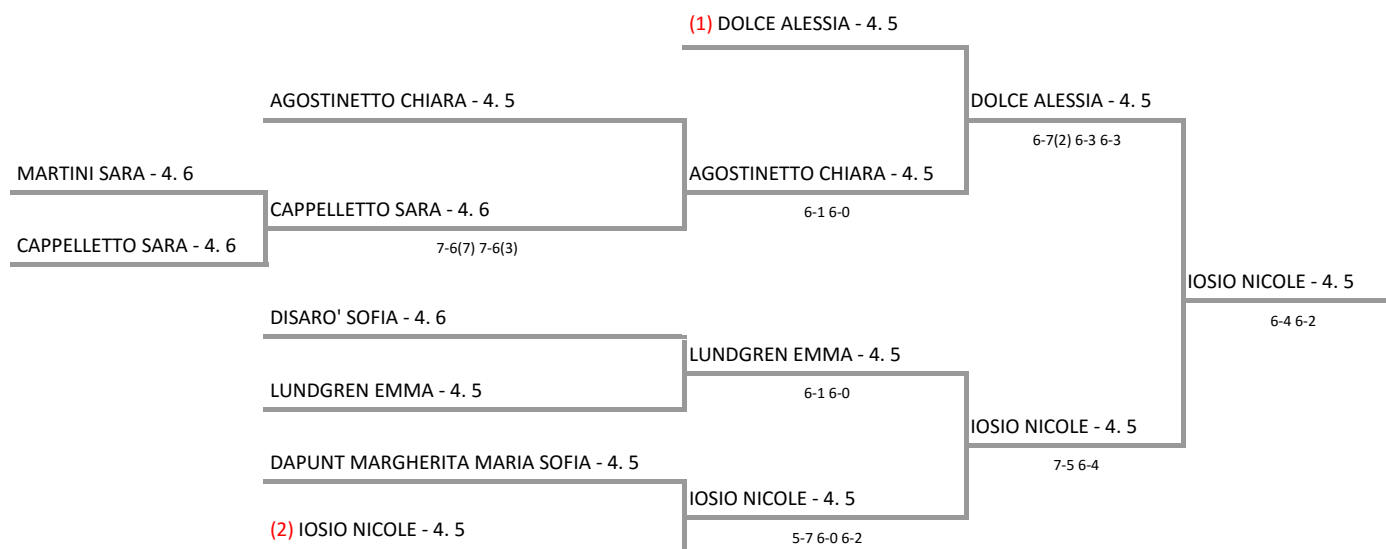 (1) DOLCE ALESSIA - 4. 5
AGOSTINETTO CHIARA - 4. 5
DOLCE ALESSIA - 4. 5
6-7(2) 6-3 6-3
MARTINI SARA - 4. 6
AGOSTINETTO CHIARA - 4. 5
6-1 6-0
CAPPELLETTO SARA - 4. 6
7-6(7) 7-6(3)
CAPPELLETTO SARA - 4. 6
IOSIO NICOLE - 4. 5
6-4 6-2
DISARO' SOFIA - 4. 6
LUNDGREN EMMA - 4. 5
6-1 6-0
LUNDGREN EMMA - 4. 5
IOSIO NICOLE - 4. 5
7-5 6-4
DAPUNT MARGHERITA MARIA SOFIA - 4. 5
IOSIO NICOLE - 4. 5
5-7 6-0 6-2
(2) IOSIO NICOLE - 4. 5